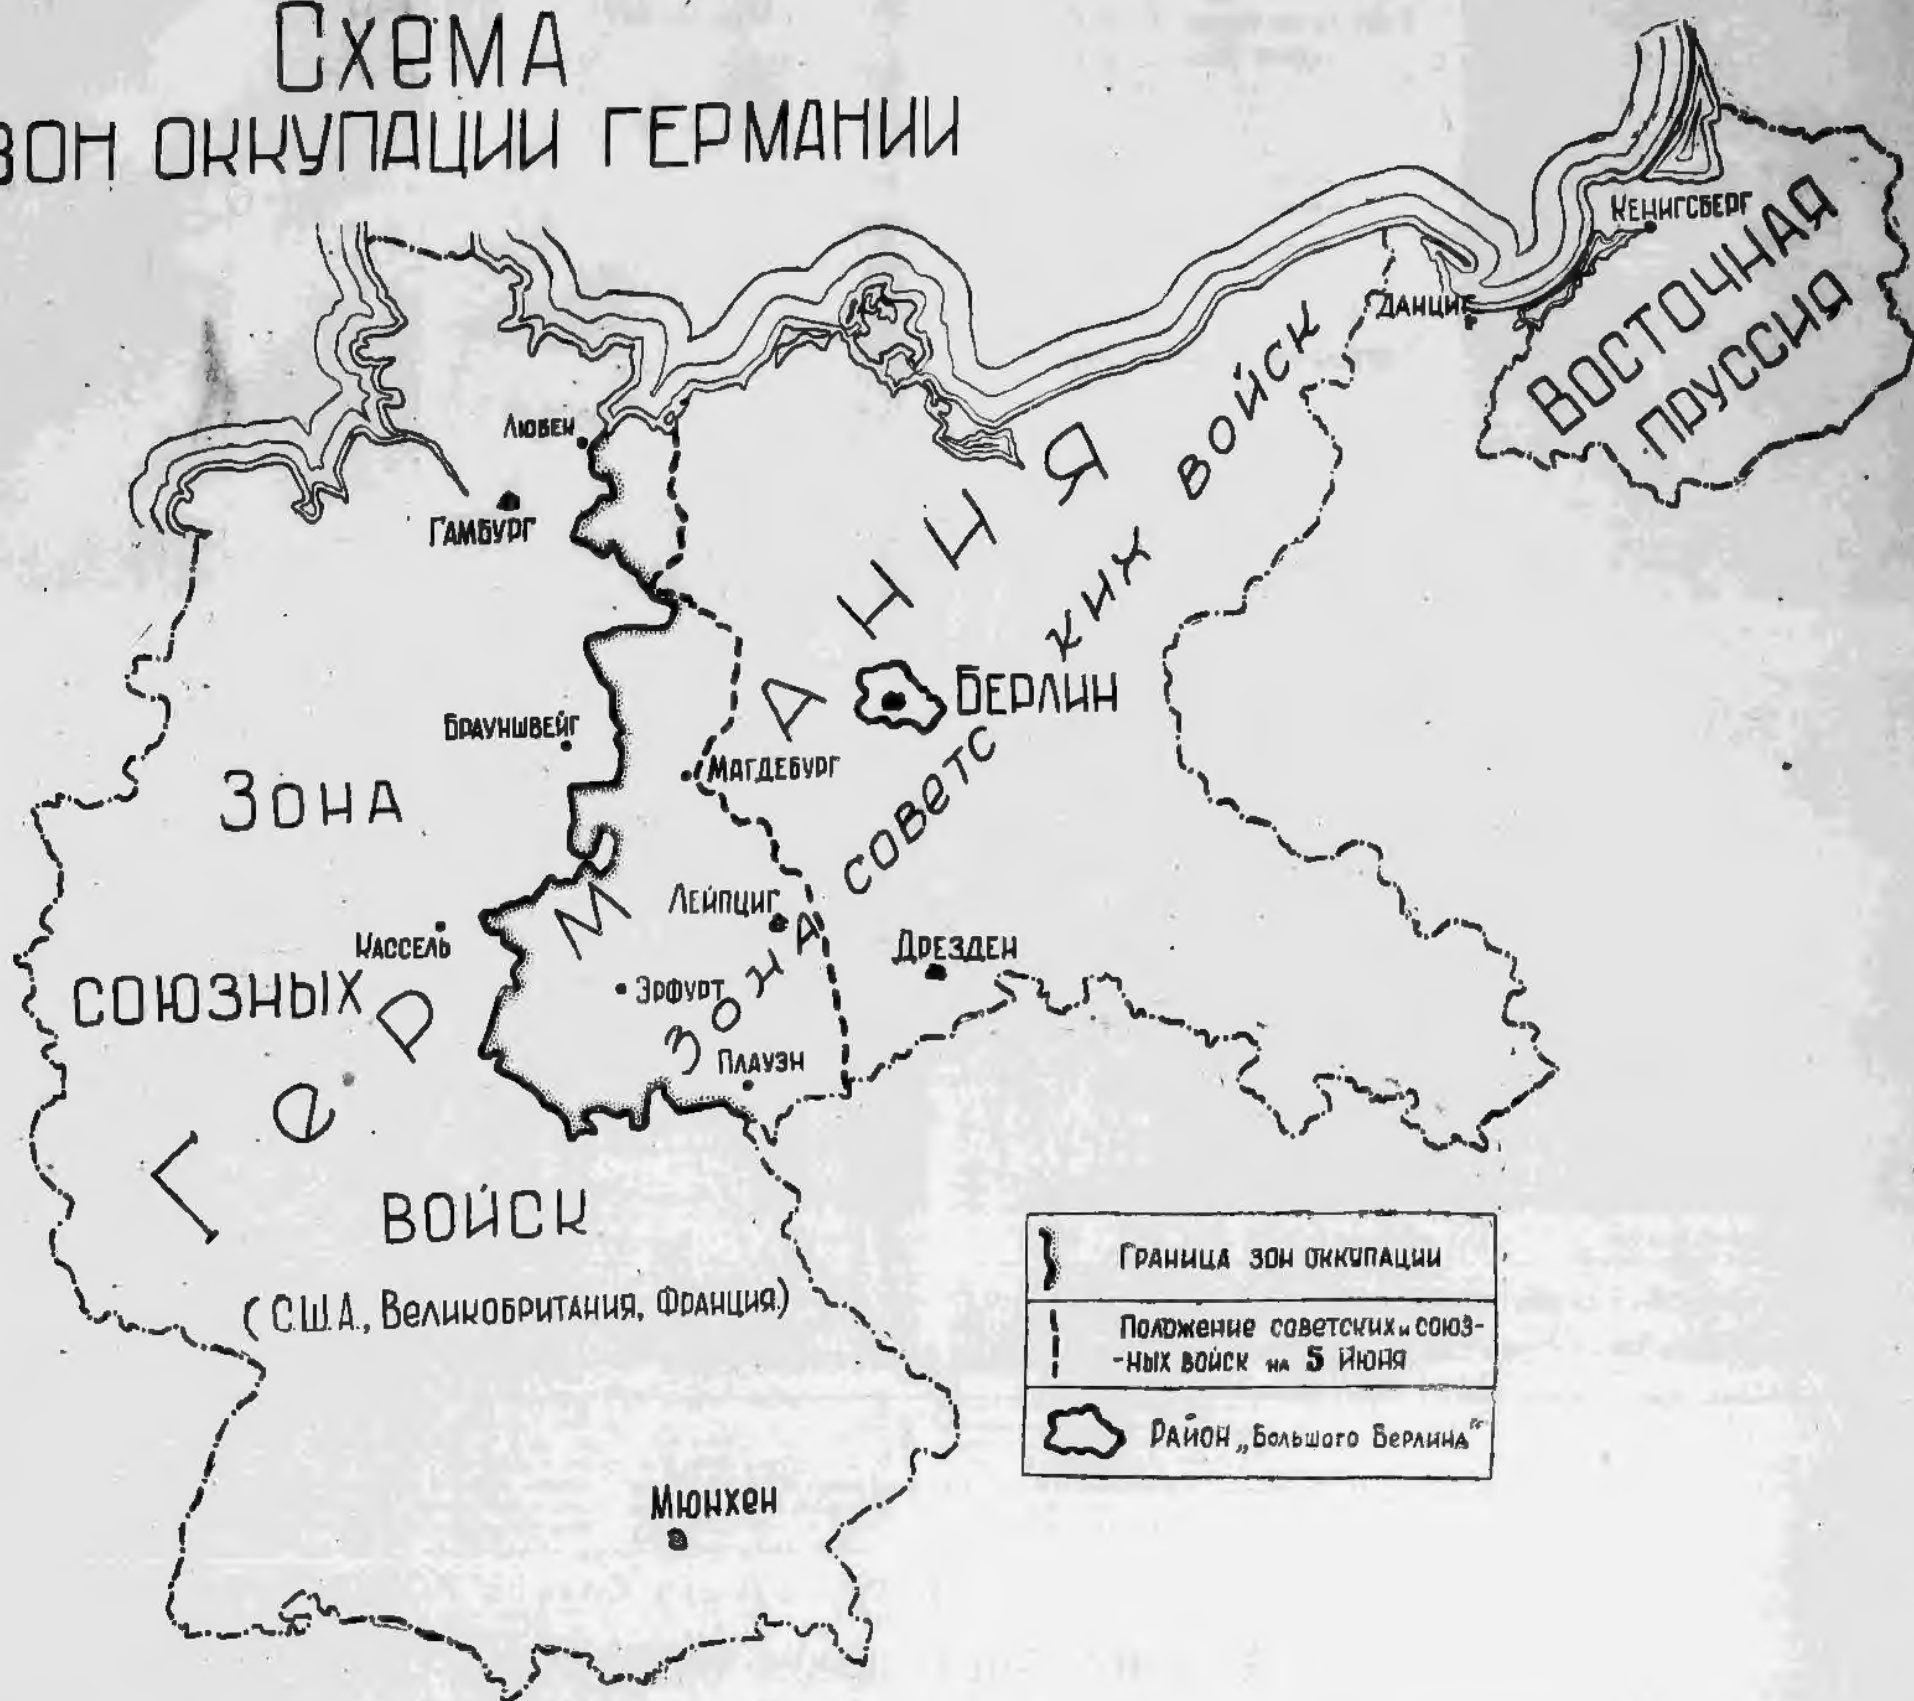 Схема
ЗОН ОККУПАЦИИ ГЕРМАНИИ
КЕНИГСБЕРГ
ВОСТОЧНАЯ
ПРУССИЯ
ДАНЦИГ
ЛЮБЕК
ГАМБУРГ
ГЕРМАНИЯ
ЗОНА СОВЕТСКИХ ВОЙСК
БЕРЛИН
БРАУНШВЕЙГ
МАГДЕБУРГ
ЗОНА
СОЮЗНЫХ
ВОЙСК
(С.Ш.А., ВЕЛИКОБРИТАНИЯ, ФРАНЦИЯ.)
ЛЕЙПЦИГ
КАССЕЛЬ
ДРЕЗДЕН
ЭРФУРТ
ПЛАУЭН
МЮНХЕН
ГРАНИЦА ЗОН ОККУПАЦИИ
ПОЛОЖЕНИЕ СОВЕТСКИХ И СОЮЗ-
-НЫХ ВОЙСК НА 5 ИЮНЯ
РАЙОН „БОЛЬШОГО БЕРЛИНА"